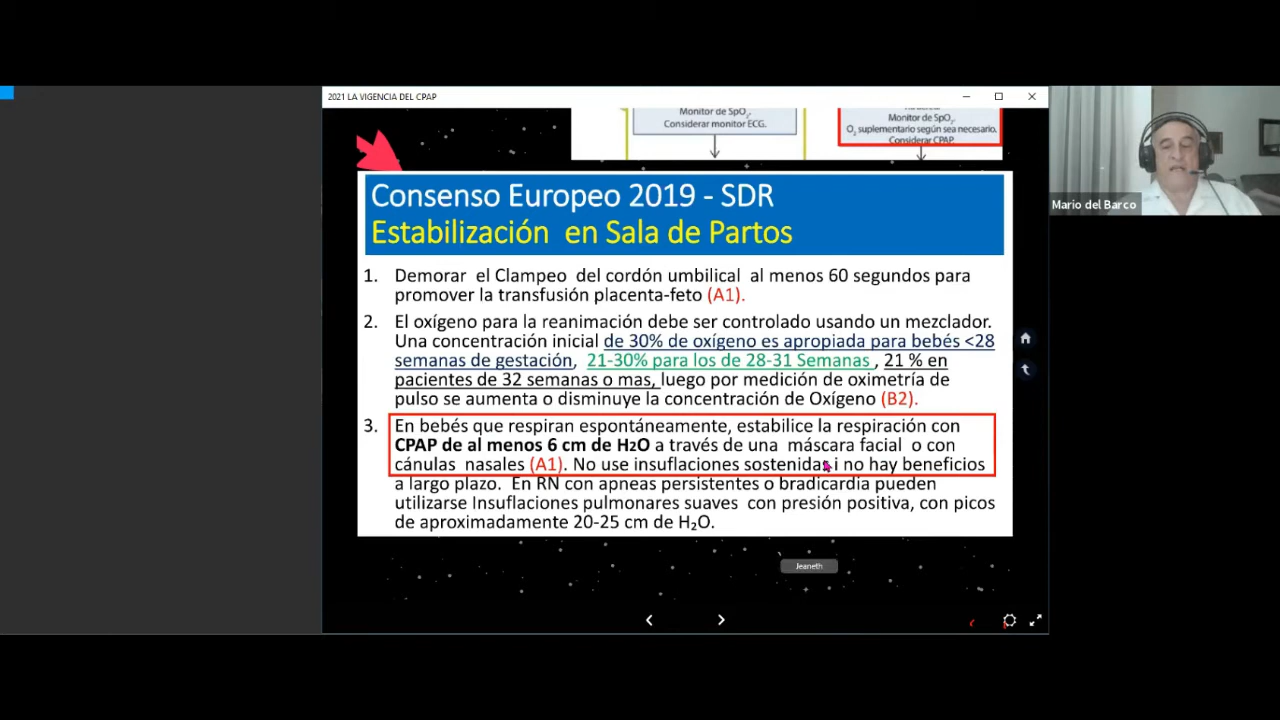 2021 LA VIGENCIA DEL CPAP
Monitor de SpO₂.
Considerar monitor ECG.
Monitor de SpO₂.
O₂ suplementario según sea necesario.
Considerar CPAP.
Mario del Barco
Consenso Europeo 2019 - SDR
Estabilización en Sala de Partos
1. Demorar el Clampeo del cordón umbilical al menos 60 segundos para
promover la transfusión placenta-feto (A1).
2. El oxígeno para la reanimación debe ser controlado usando un mezclador.
Una concentración inicial de 30% de oxígeno es apropiada para bebés <28
semanas de gestación, 21-30% para los de 28-31 Semanas , 21 % en
pacientes de 32 semanas o mas, luego por medición de oximetría de
pulso se aumenta o disminuye la concentración de Oxígeno (B2).
3. En bebés que respiran espontáneamente, estabilice la respiración con
CPAP de al menos 6 cm de H₂O a través de una máscara facial o con
cánulas nasales (A1). No use insuflaciones sostenidas i no hay beneficios
a largo plazo. En RN con apneas persistentes o bradicardia pueden
utilizarse Insuflaciones pulmonares suaves con presión positiva, con picos
de aproximadamente 20-25 cm de H₂O.
Jeaneth